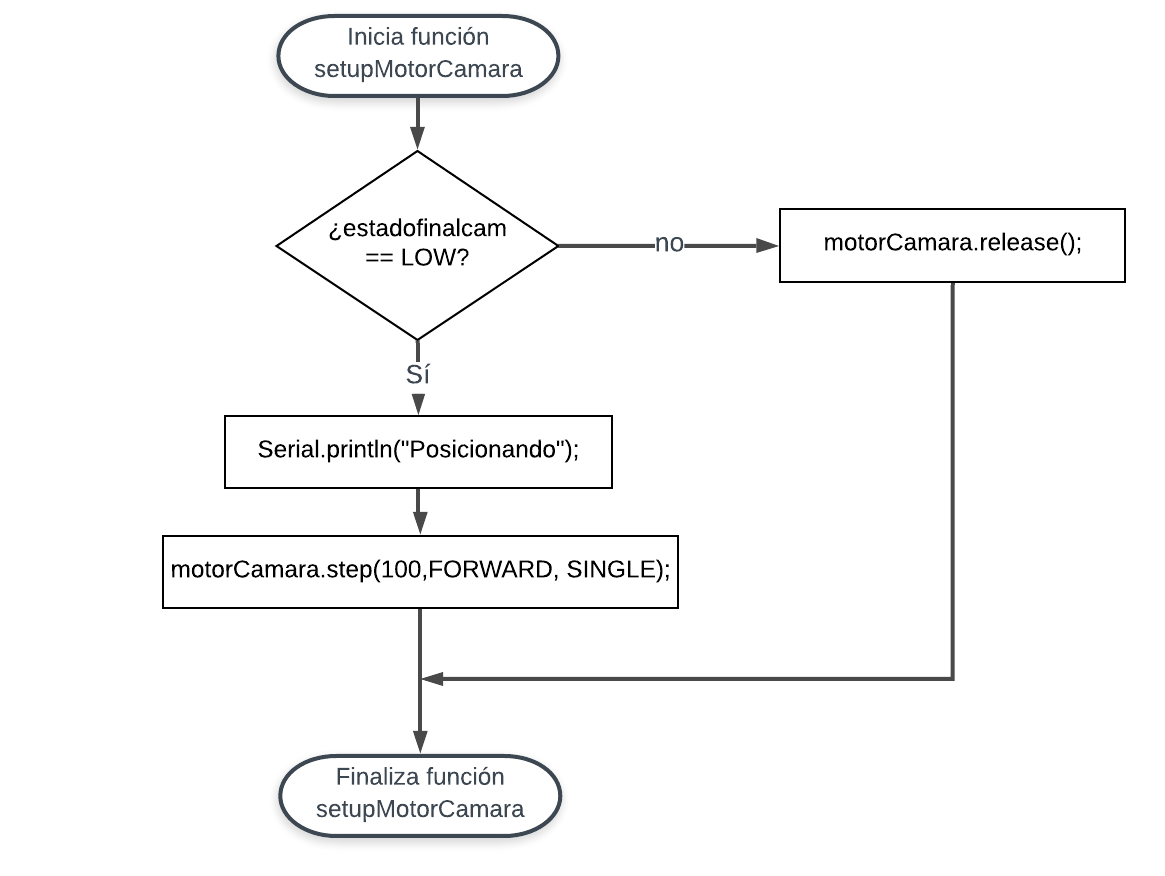 Inicia función
setupMotorCamara
¿estadofinalcam
== LOW?
no
motorCamara.release();
Sí
Serial.println("Posicionando");
motorCamara.step(100,FORWARD, SINGLE);
Finaliza función
setupMotorCamara